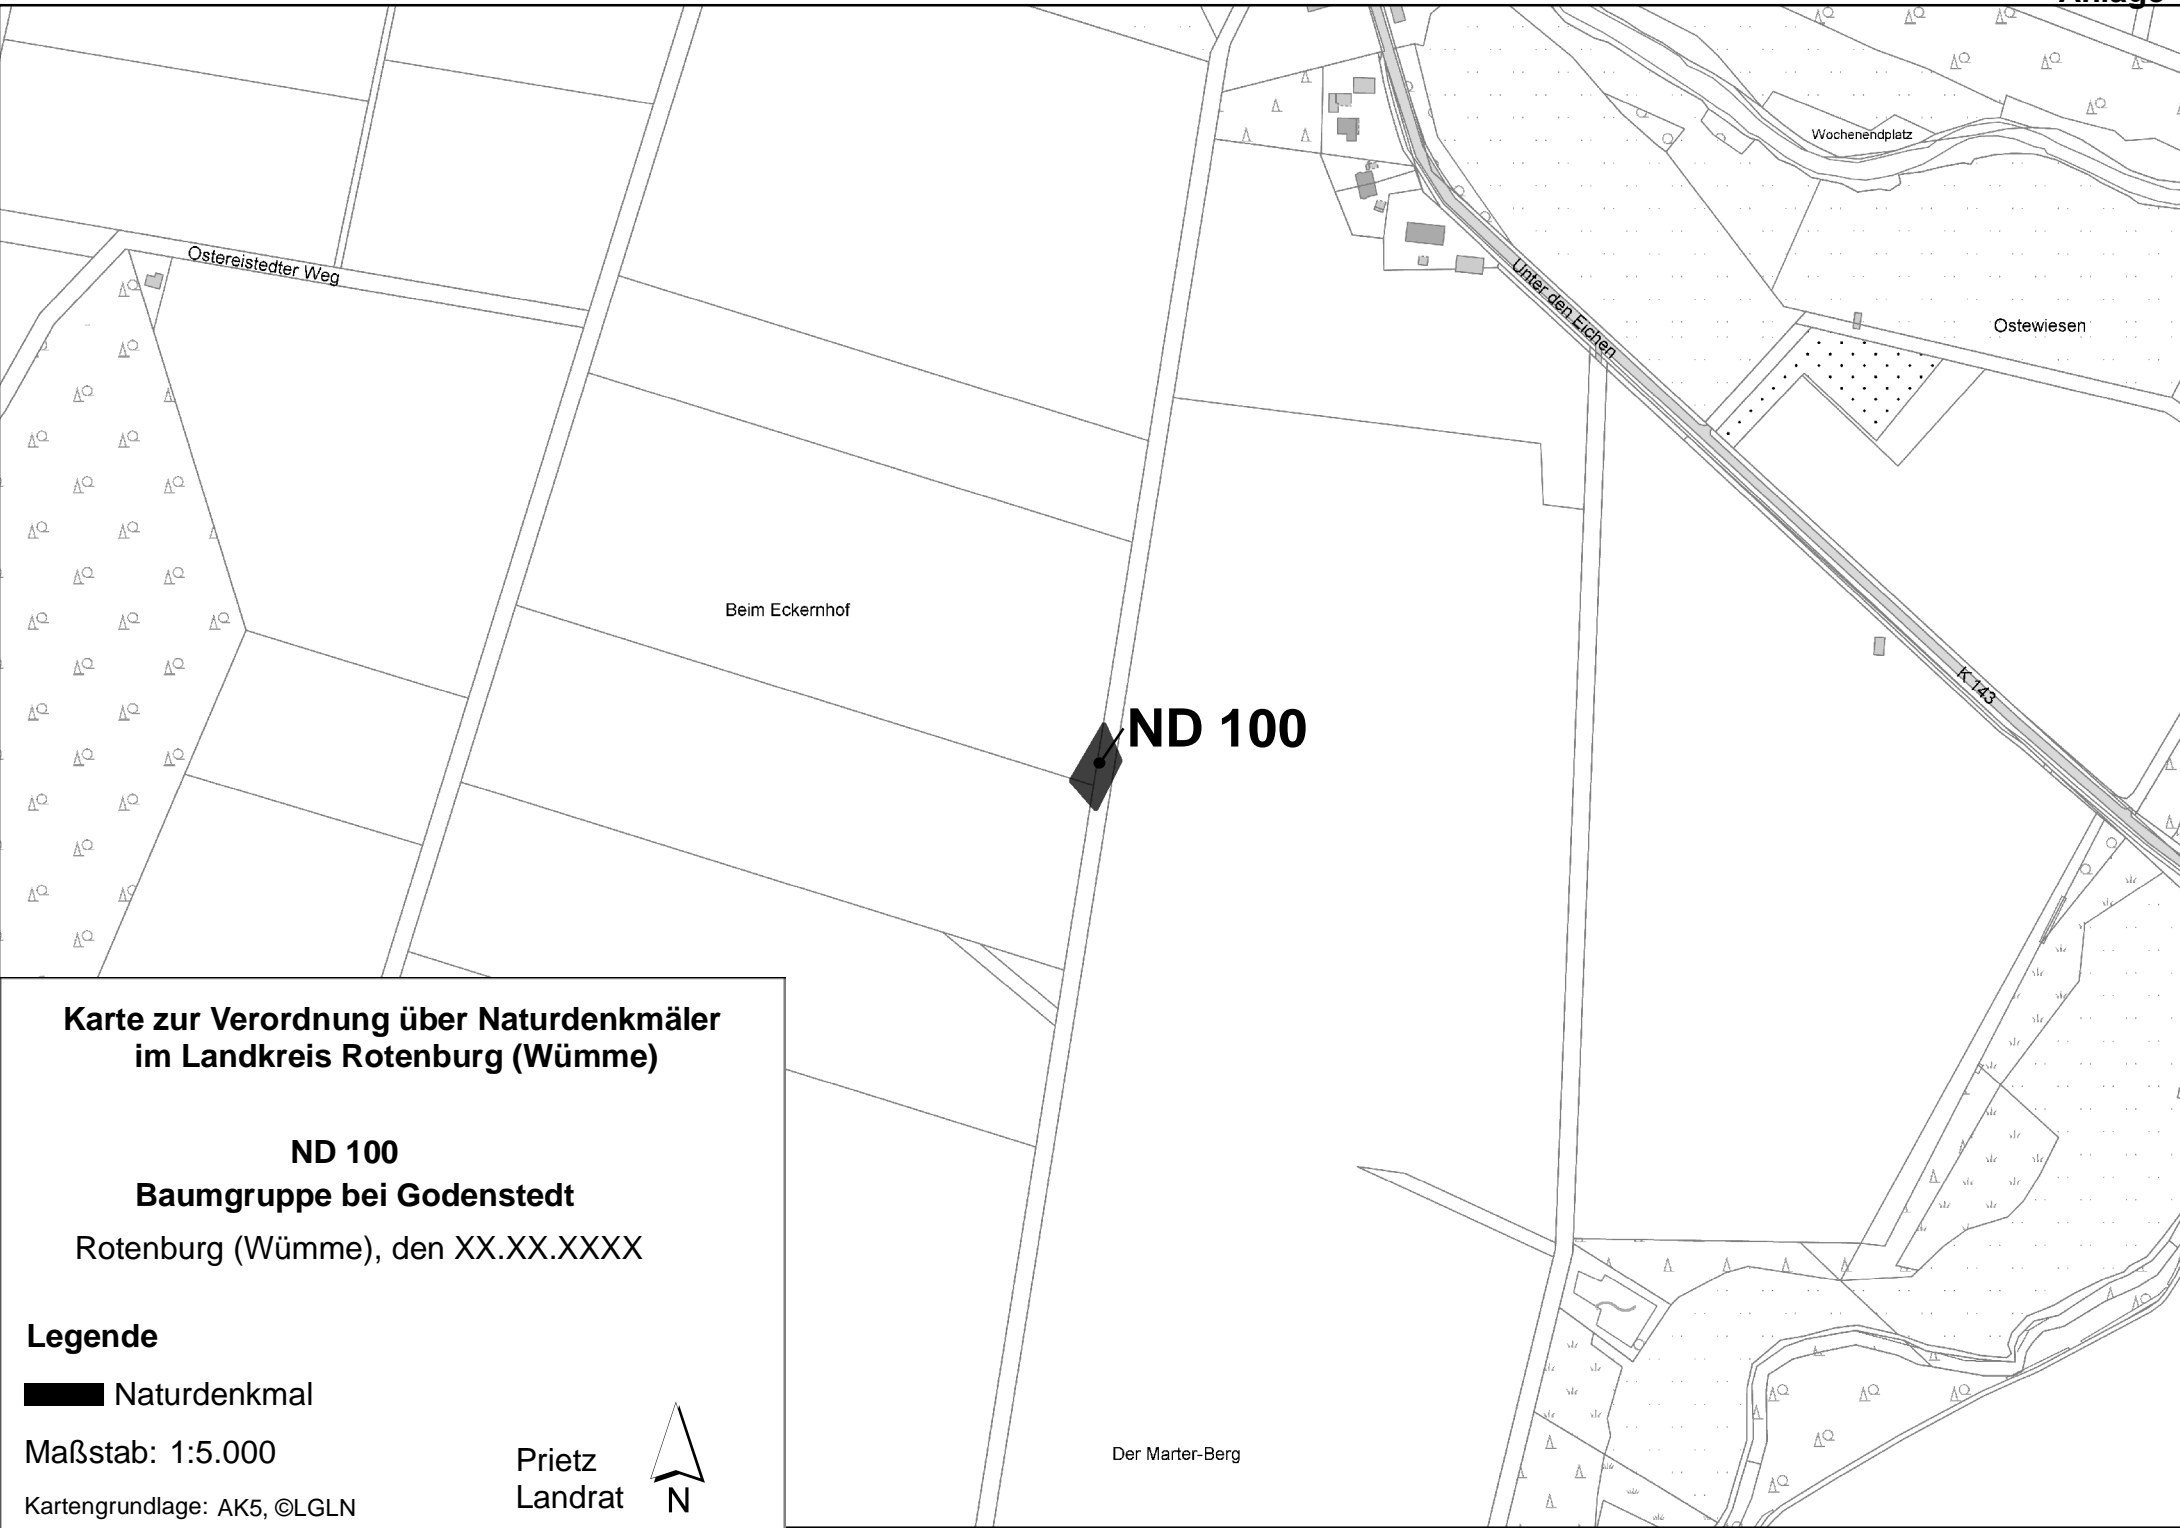 Wochenendplatz
Ostereistedter Weg
Unter den Eichen
Ostewiesen
Beim Eckernhof
K 143
ND 100
Karte zur Verordnung über Naturdenkmäler
im Landkreis Rotenburg (Wümme)
ND 100
Baumgruppe bei Godenstedt
Rotenburg (Wümme), den XX.XX.XXXX
Legende
Naturdenkmal
Maßstab: 1:5.000
Kartengrundlage: AK5, ©LGLN
Prietz
Landrat
N
Der Marter-Berg